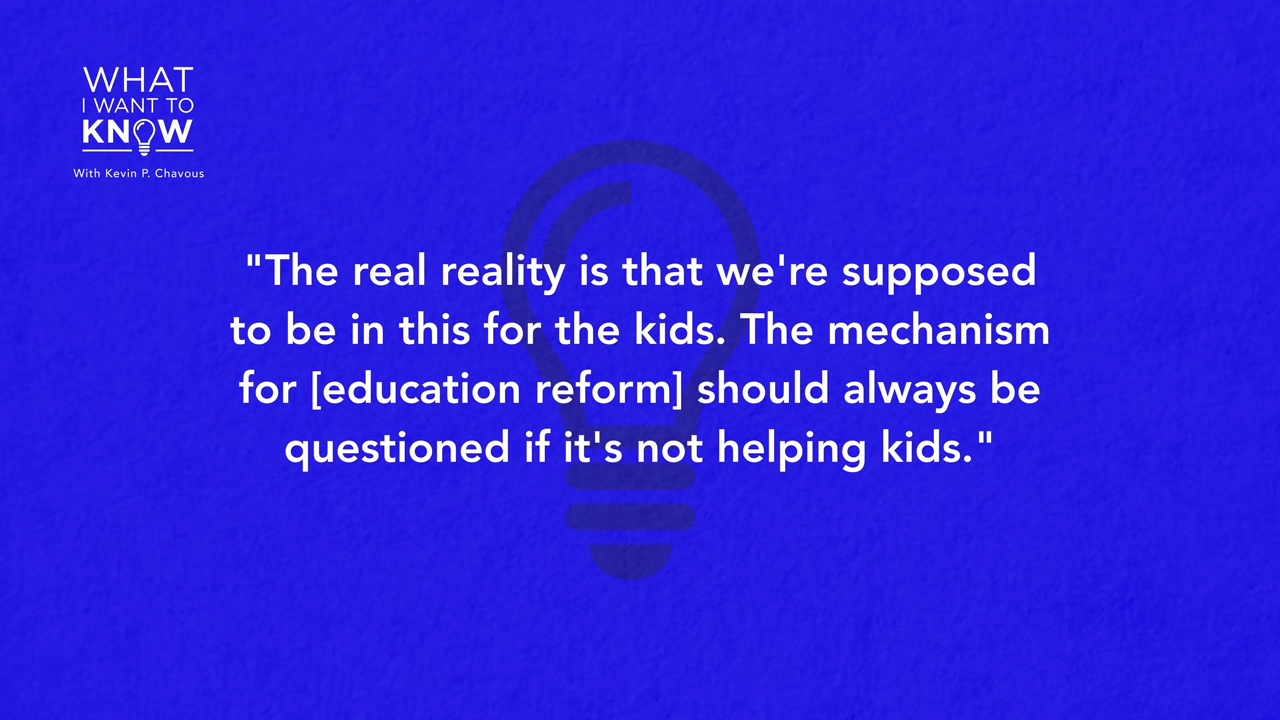 WHAT
I WANT TO
KNOW
With Kevin P. Chavous
"The real reality is that we're supposed
to be in this for the kids. The mechanism
for [education reform] should always be
questioned if it's not helping kids."